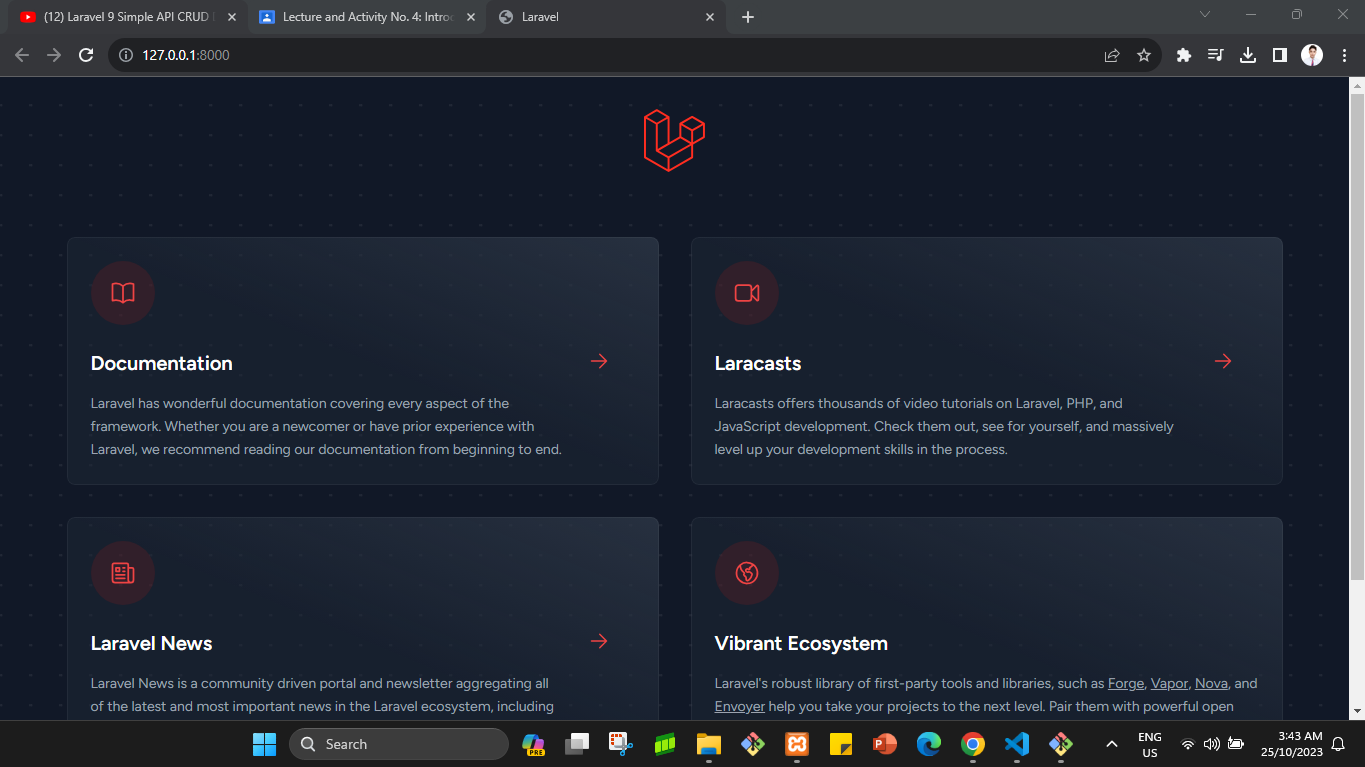 (12) Laravel 9 Simple API CRUD
Lecture and Activity No. 4: Intro
Laravel
127.0.0.1:8000
Documentation
Laravel has wonderful documentation covering every aspect of the
framework. Whether you are a newcomer or have prior experience with
Laravel, we recommend reading our documentation from beginning to end.
Laracasts
Laracasts offers thousands of video tutorials on Laravel, PHP, and
JavaScript development. Check them out, see for yourself, and massively
level up your development skills in the process.
Laravel News
Laravel News is a community driven portal and newsletter aggregating all
of the latest and most important news in the Laravel ecosystem, including
Vibrant Ecosystem
Laravel's robust library of first-party tools and libraries, such as Forge, Vapor, Nova, and
Envoyer help you take your projects to the next level. Pair them with powerful open
Search
PRE
ENG
US
3:43 AM
25/10/2023